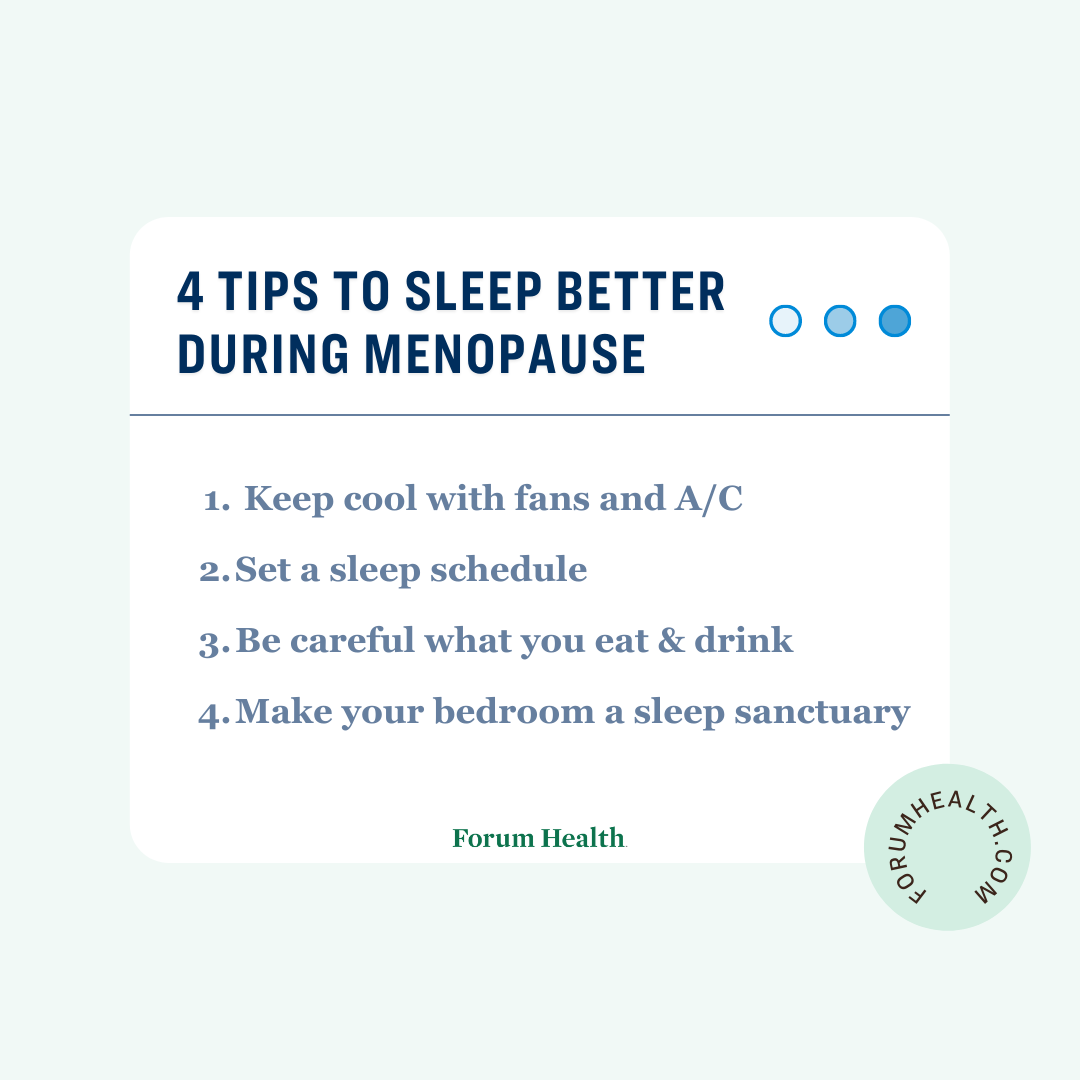 4 TIPS TO SLEEP BETTER
DURING MENOPAUSE
1. Keep cool with fans and A/C
2. Set a sleep schedule
3. Be careful what you eat & drink
4. Make your bedroom a sleep sanctuary
Forum Health
FORUMHEALTH.COM